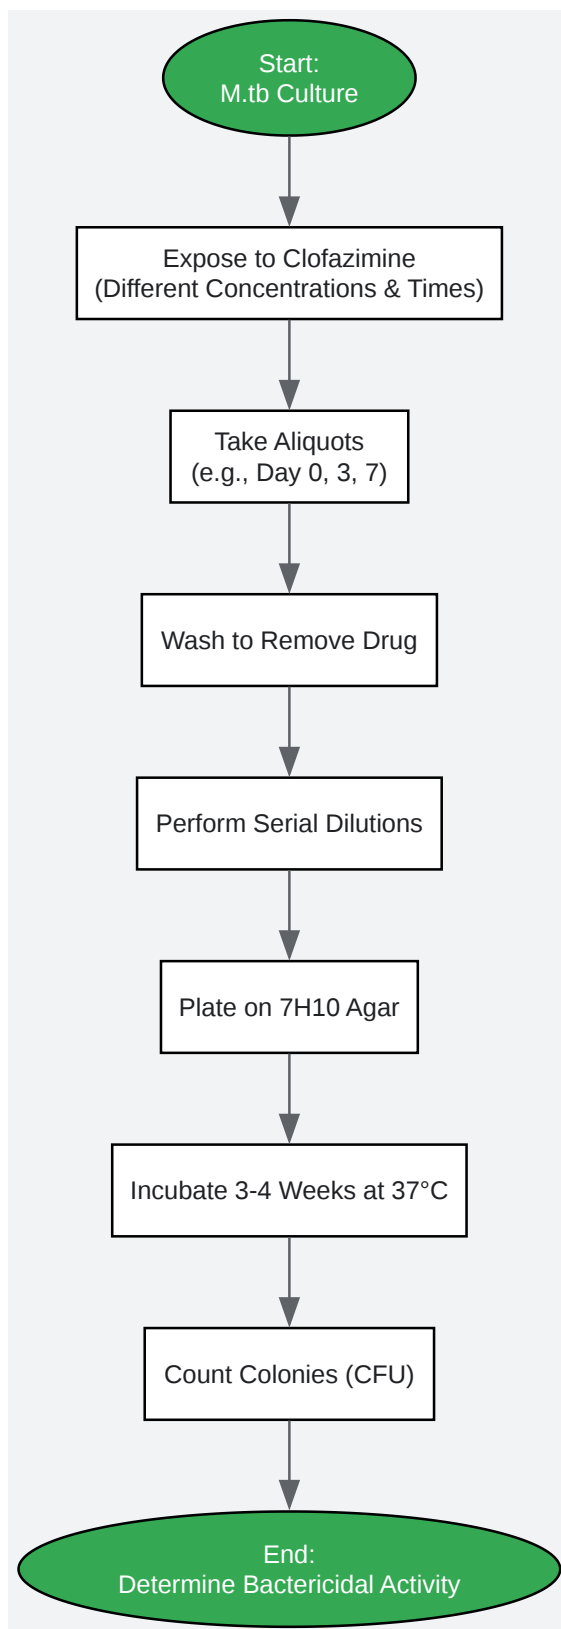 Start:
M.tb Culture
Expose to Clofazimine
(Different Concentrations & Times)
Take Aliquots
(e.g., Day 0, 3, 7)
Wash to Remove Drug
Perform Serial Dilutions
Plate on 7H10 Agar
Incubate 3-4 Weeks at 37°C
Count Colonies (CFU)
End:
Determine Bactericidal Activity